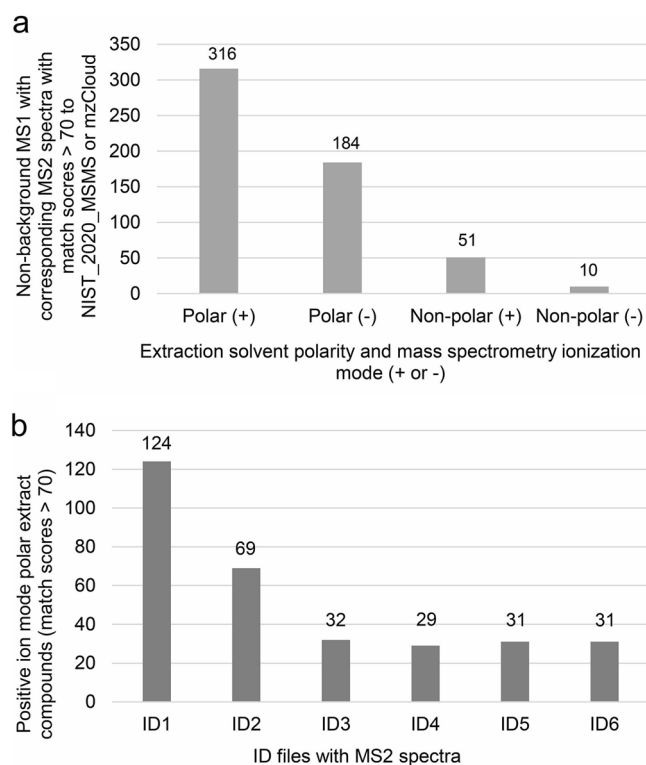 a
Non-background MS1 with
corresponding MS2 spectra with
match socres > 70 to
NIST_2020_MSMS or mzCloud
350
300
250
200
150
100
50
0
316
184
51
10
Polar (+) Polar (-) Non-polar (+) Non-polar (-)
Extraction solvent polarity and mass spectrometry ionization
mode (+ or -)
b
Positive ion mode polar extract
compounds (match scores > 70)
140
120
100
80
60
40
20
0
124
69
32
29
31
31
ID1 ID2 ID3 ID4 ID5 ID6
ID files with MS2 spectra